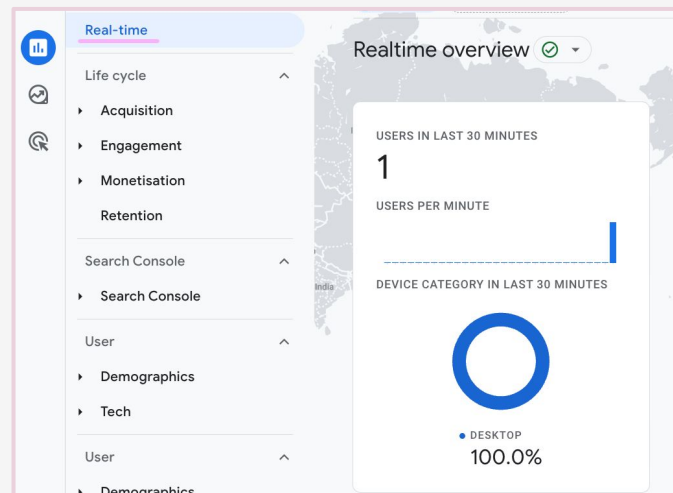 Real-time
Life cycle
Acquisition
Engagement
Monetisation
Retention
Search Console
Search Console
User
Demographics
Tech
User
Demographics
Realtime overview
USERS IN LAST 30 MINUTES
1
USERS PER MINUTE
DEVICE CATEGORY IN LAST 30 MINUTES
DESKTOP
100.0%
India